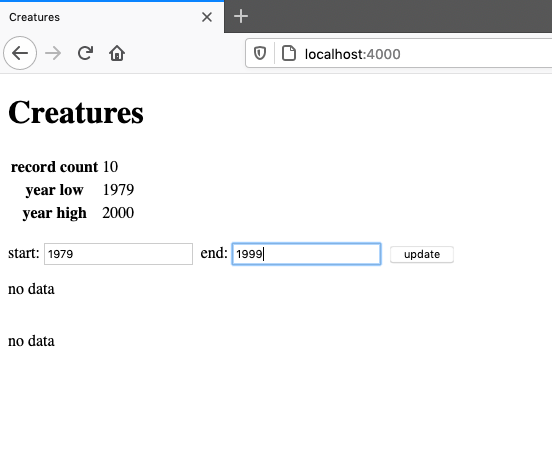 Creatures
localhost:4000
Creatures
record count 10
year low 1979
year high 2000
start: 1979 end: 1999 update
no data
no data